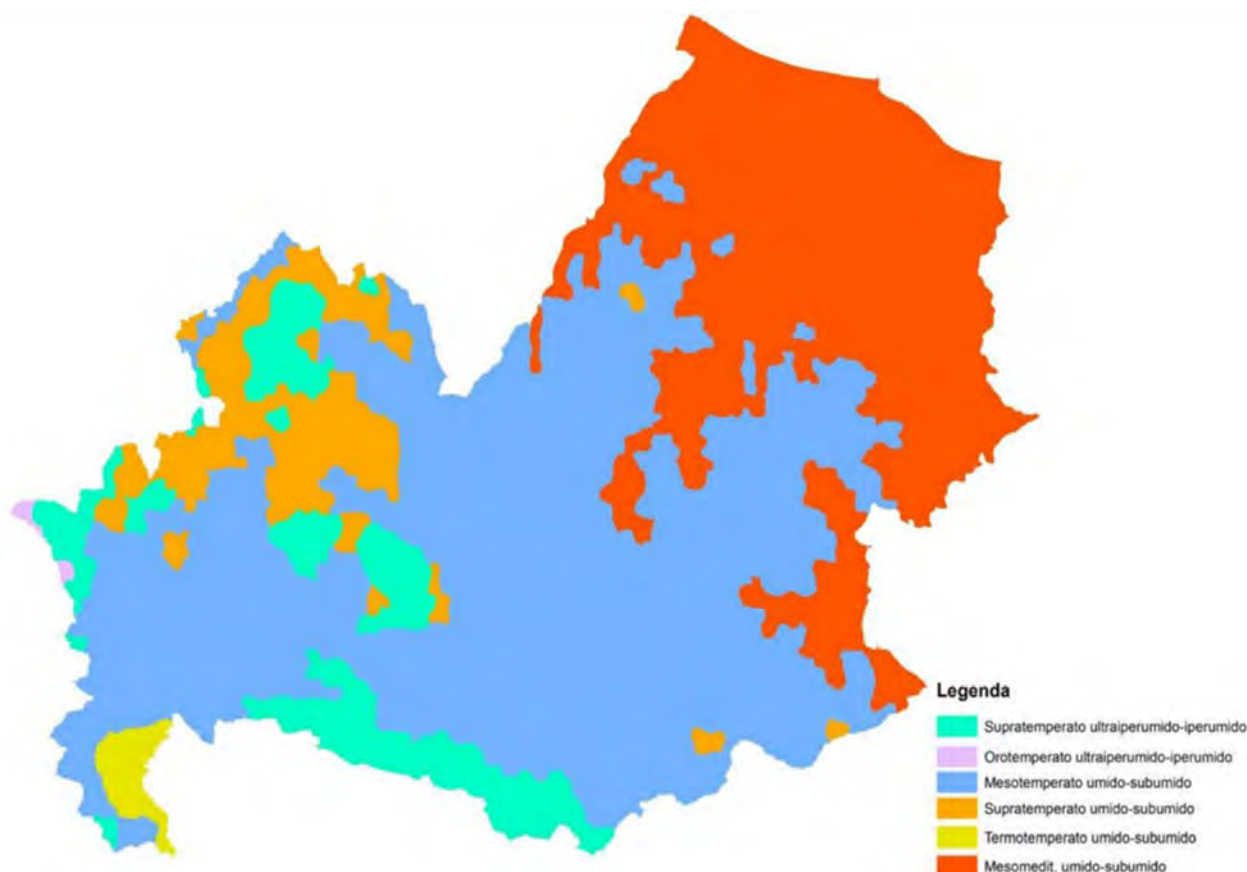 Legenda
Supratemperato ultraiperumido-iperumido
Orotemperato ultraiperumido-iperumido
Mesotemperato umido-subumido
Supratemperato umido-subumido
Termotemperato umido-subumido
Mesomedit. umido-subumido